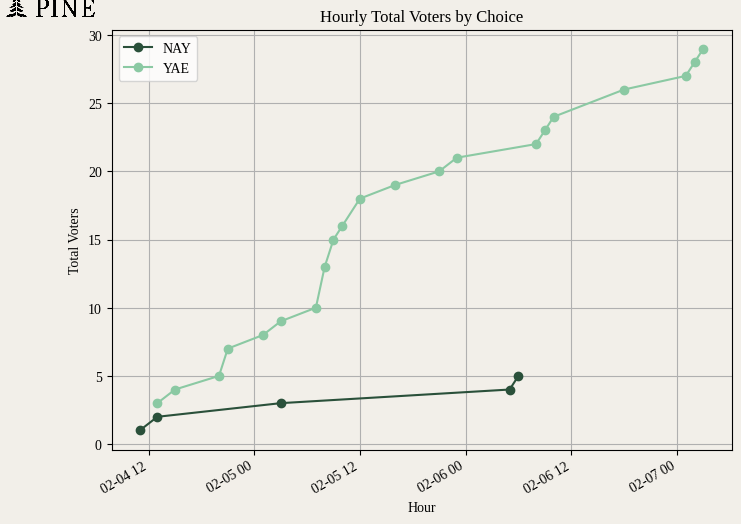 PINE
Hourly Total Voters by Choice
NAY
YAE
30
25
20
15
10
5
0
Total Voters
02-04 12
02-05 00
02-05 12
02-06 00
02-06 12
02-07 00
Hour